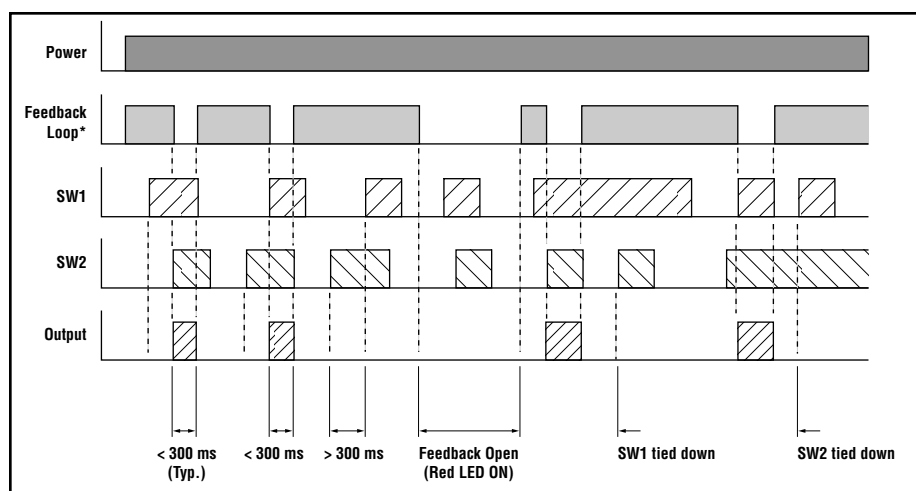 Power
Feedback
Loop*
SW1
SW2
Output
< 300 ms
(Typ.)
< 300 ms
> 300 ms
Feedback Open
(Red LED ON)
SW1 tied down
SW2 tied down